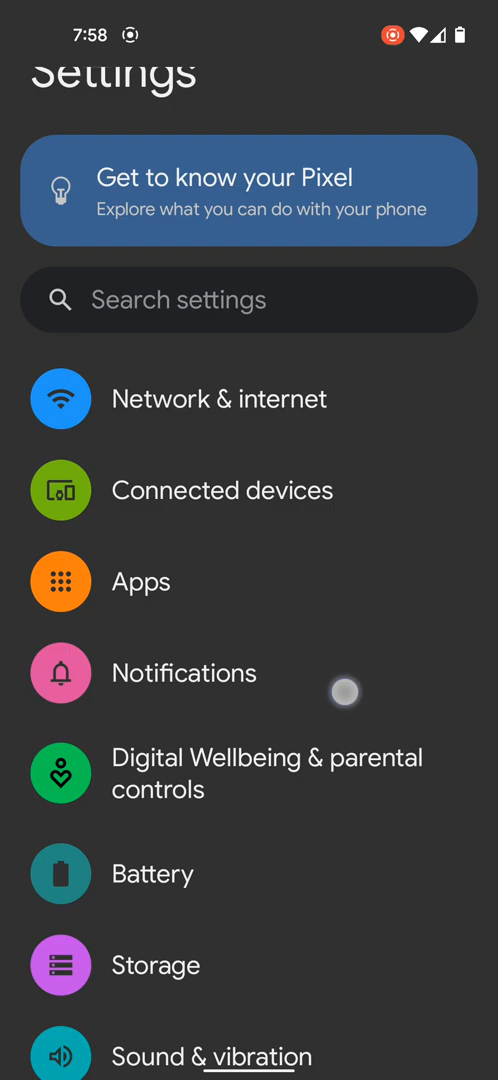 7:58
Settings
Get to know your Pixel
Explore what you can do with your phone
Search settings
Network & internet
Connected devices
Apps
Notifications
Digital Wellbeing & parental
controls
Battery
Storage
Sound & vibration